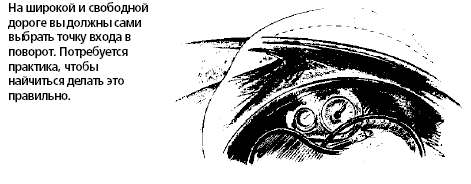 На широкой и свободной
дороге вы должны сами
выбрать точку входа в
поворот. Потребуется
практика, чтобы
найчиться делать это
правильно.